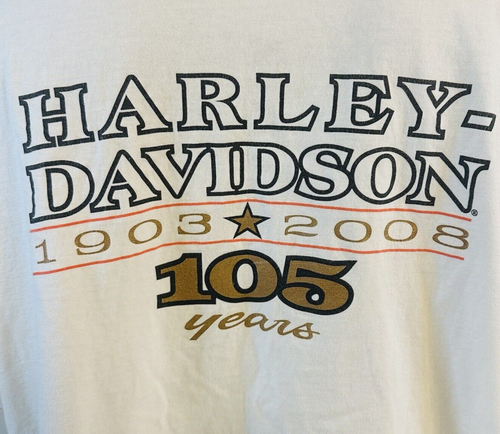 HARLEY-
DAVIDSON®
1903 ★ 2008
105
years